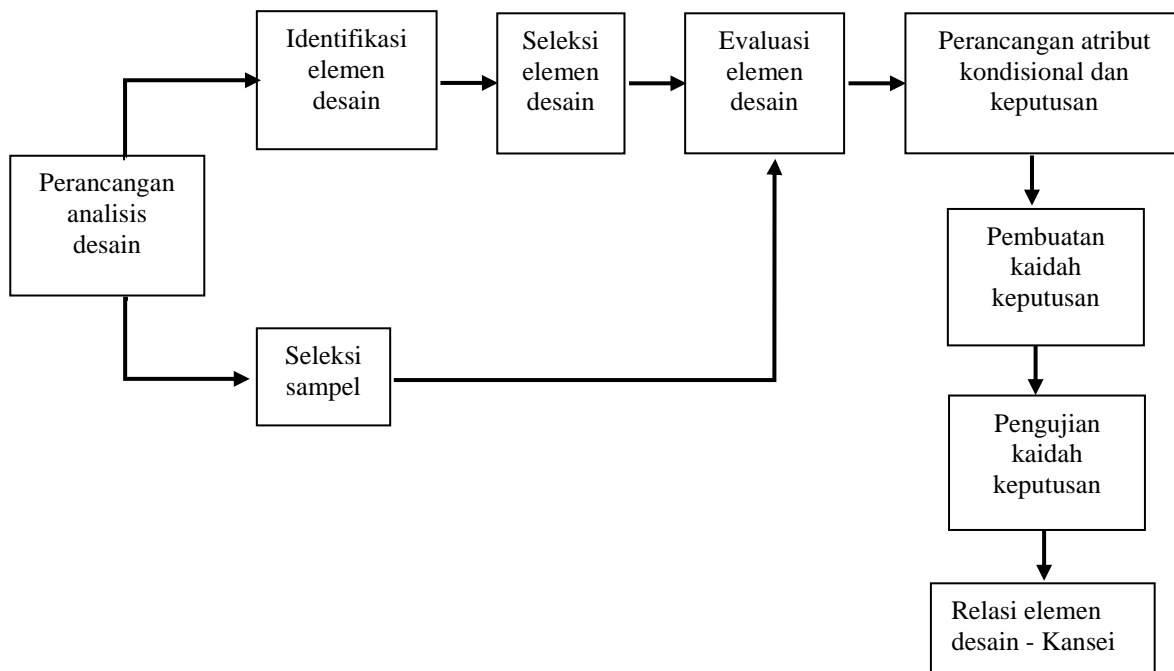 Identifikasi
elemen
desain
Seleksi
elemen
desain
Evaluasi
elemen
desain
Perancangan atribut
kondisional dan
keputusan
Perancangan
analisis
desain
Pembuatan
kaidah
keputusan
Seleksi
sampel
Pengujian
kaidah
keputusan
Relasi elemen
desain - Kansei